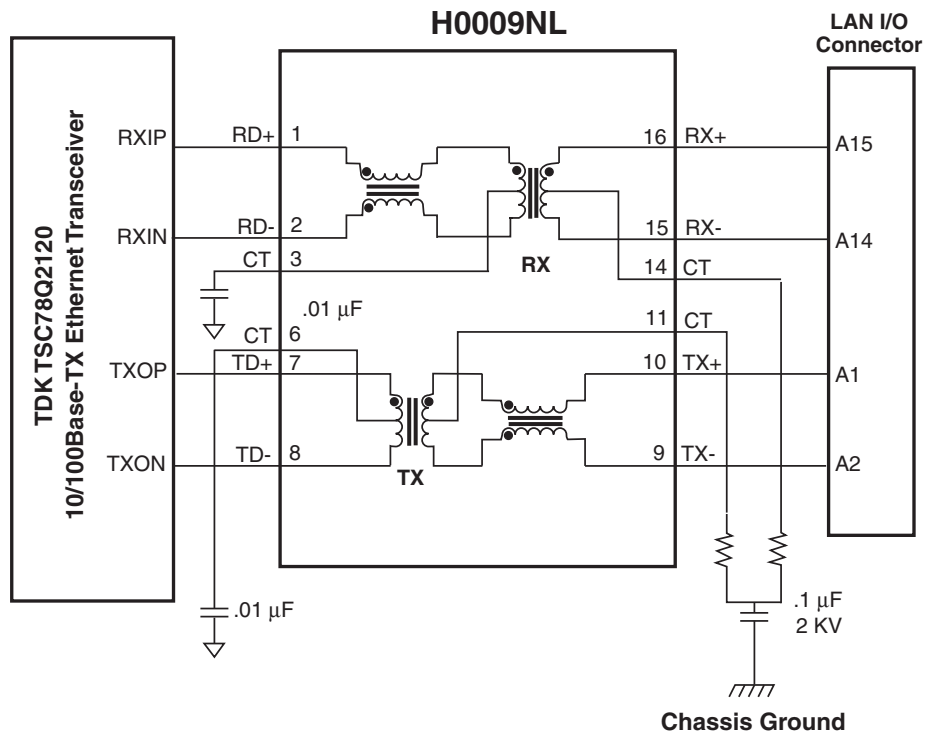 H0009NL
LAN I/O
Connector
TDK TSC78Q2120
10/100Base-TX Ethernet Transceiver
RXIP
RD+
1
16
RX+
A15
RXIN
RD-
2
15
RX-
A14
CT
3
RX
14
CT
.01 μF
CT
6
11
CT
TXOP
TD+
7
10
TX+
A1
TXON
TD-
8
TX
9
TX-
A2
.01 μF
.1 μF
2 KV
Chassis Ground